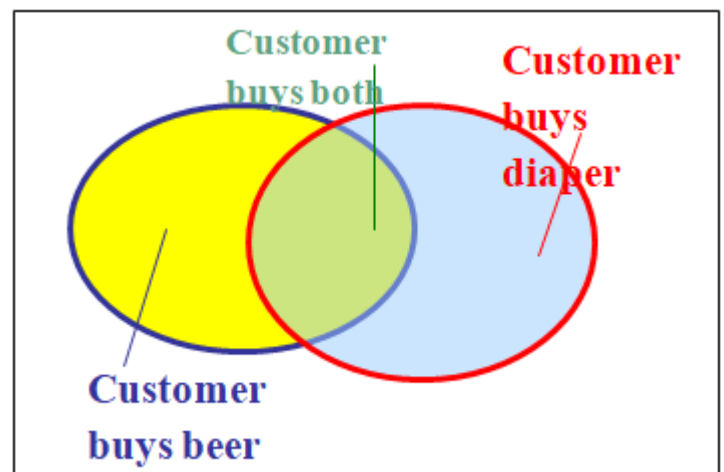 Customer
buys both
Customer
buys
diaper
Customer
buys beer